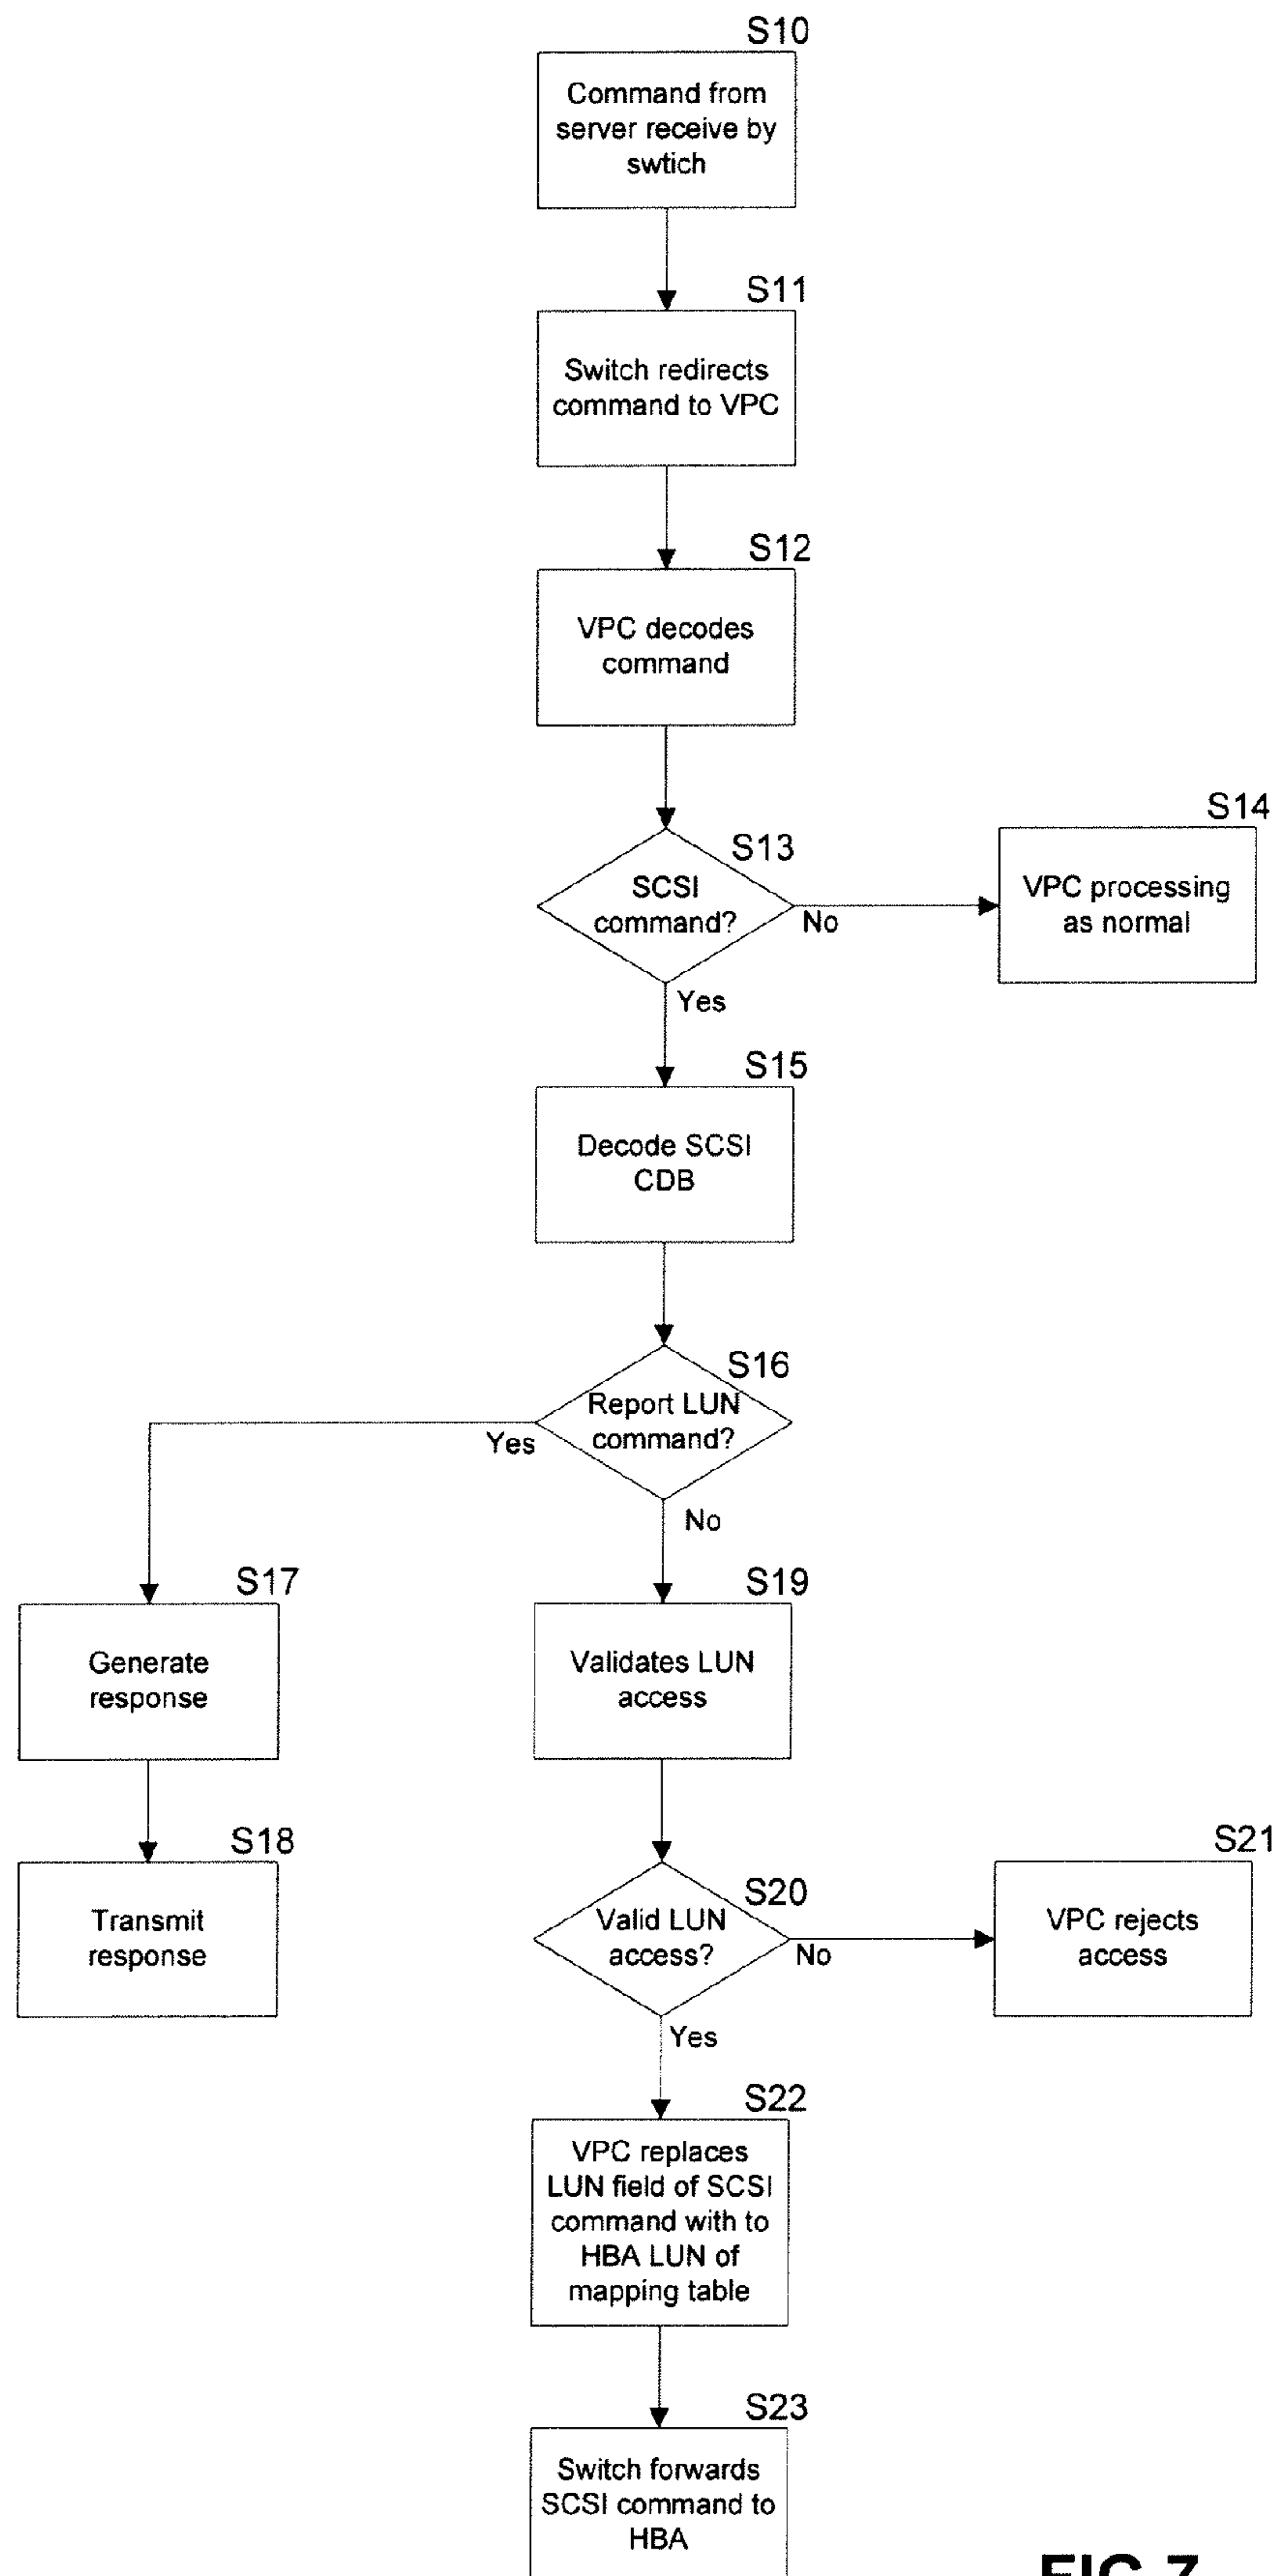 S10
Command from
server receive by
swtich
S11
Switch redirects
command to VPC
S12
VPC decodes
command
S13
SCSI
command?
No
Yes
S14
VPC processing
as normal
S15
Decode SCSI
CDB
S16
Report LUN
command?
Yes
No
S17
Generate
response
S18
Transmit
response
S19
Validates LUN
access
S20
Valid LUN
access?
No
Yes
S21
VPC rejects
access
S22
VPC replaces
LUN field of SCSI
command with to
HBA LUN of
mapping table
S23
Switch forwards
SCSI command to
HBA
FIG 7